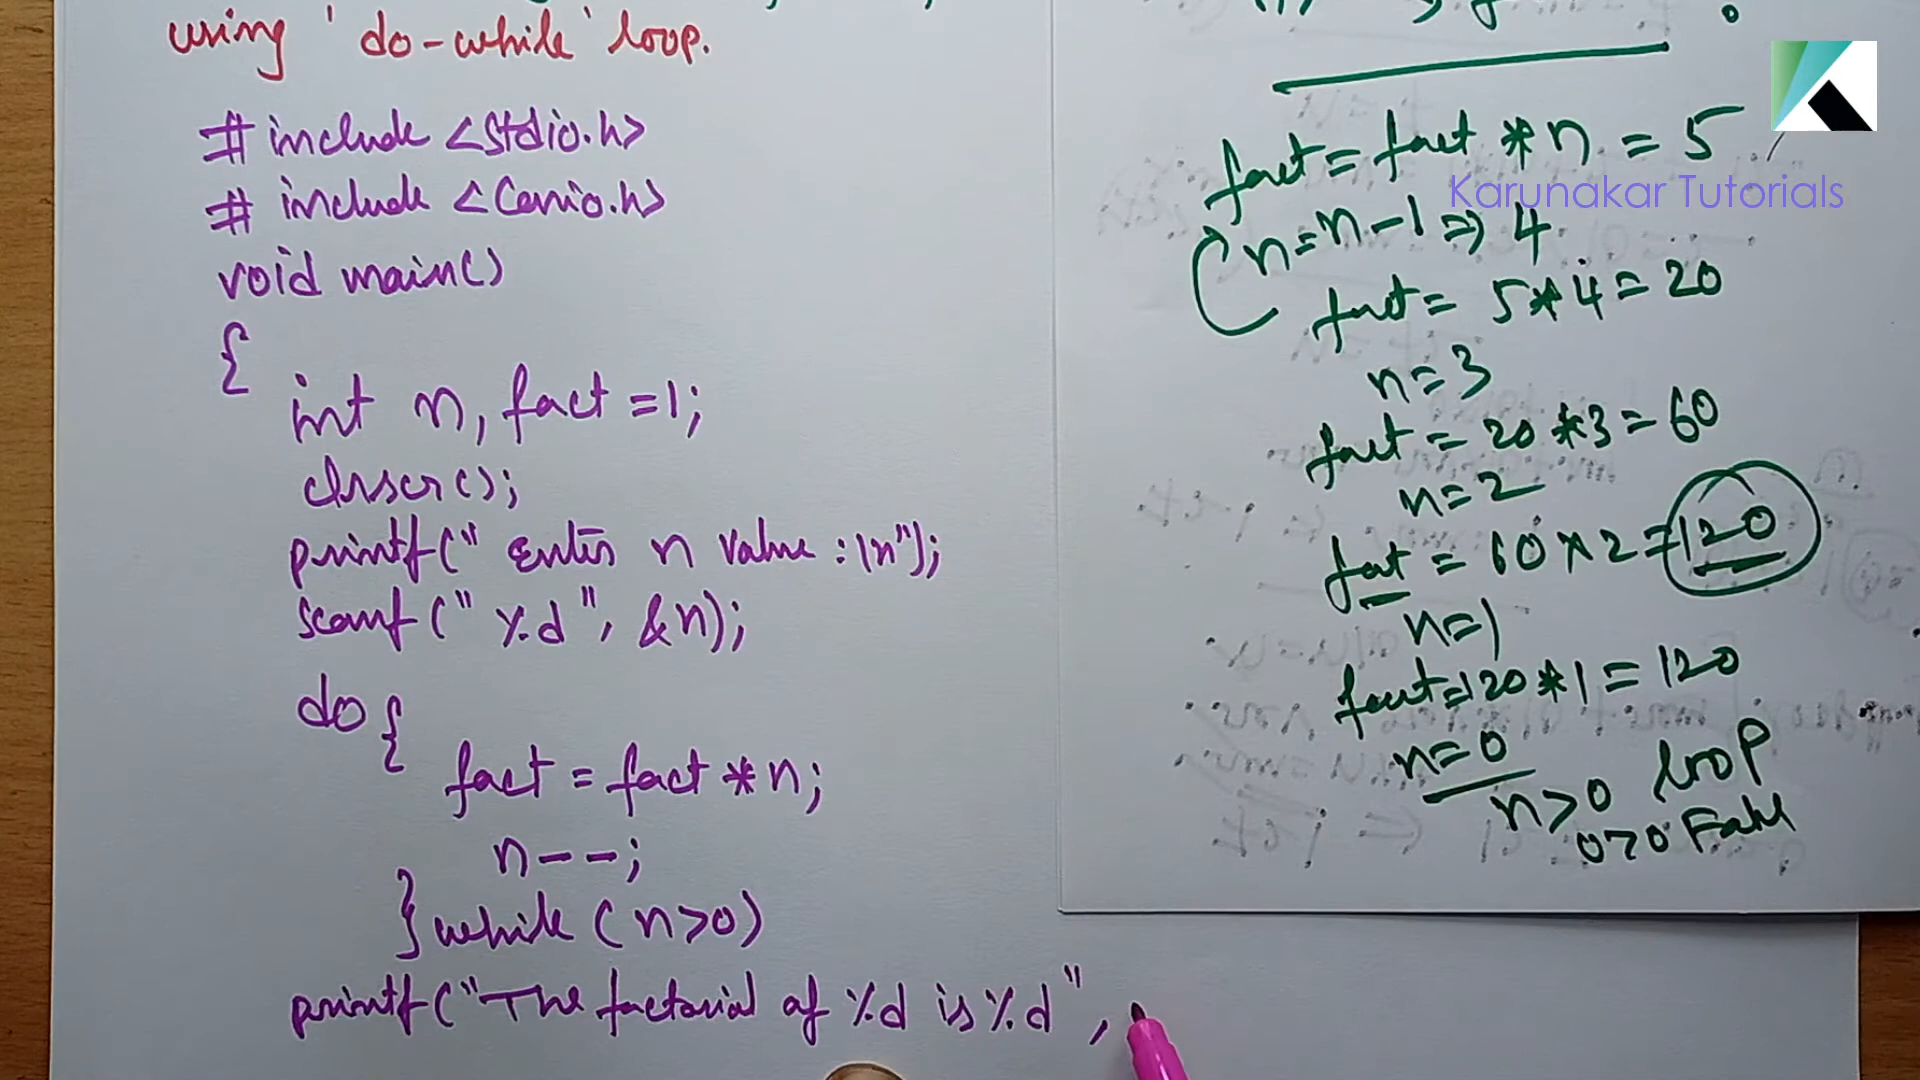 using 'do-while' loop.
# include <stdio.h>
# include <Conio.h>
void main()
{
int n, fact =1;
clrscr();
printf(" Enter n value :\n");
scanf(" %d", &n);
do {
fact = fact * n;
n--;
} while (n>0)
printf("The factorial of %d is %d",
fact = fact * n = 5
n=n-1 => 4
fact = 5*4 = 20
n=3
fact = 20 *3 = 60
n=2
fat = 60 × 2 = 120
n=1
fact=120 *1 = 120
n=0
n>0 loop
0>0
Karunakar Tutorials